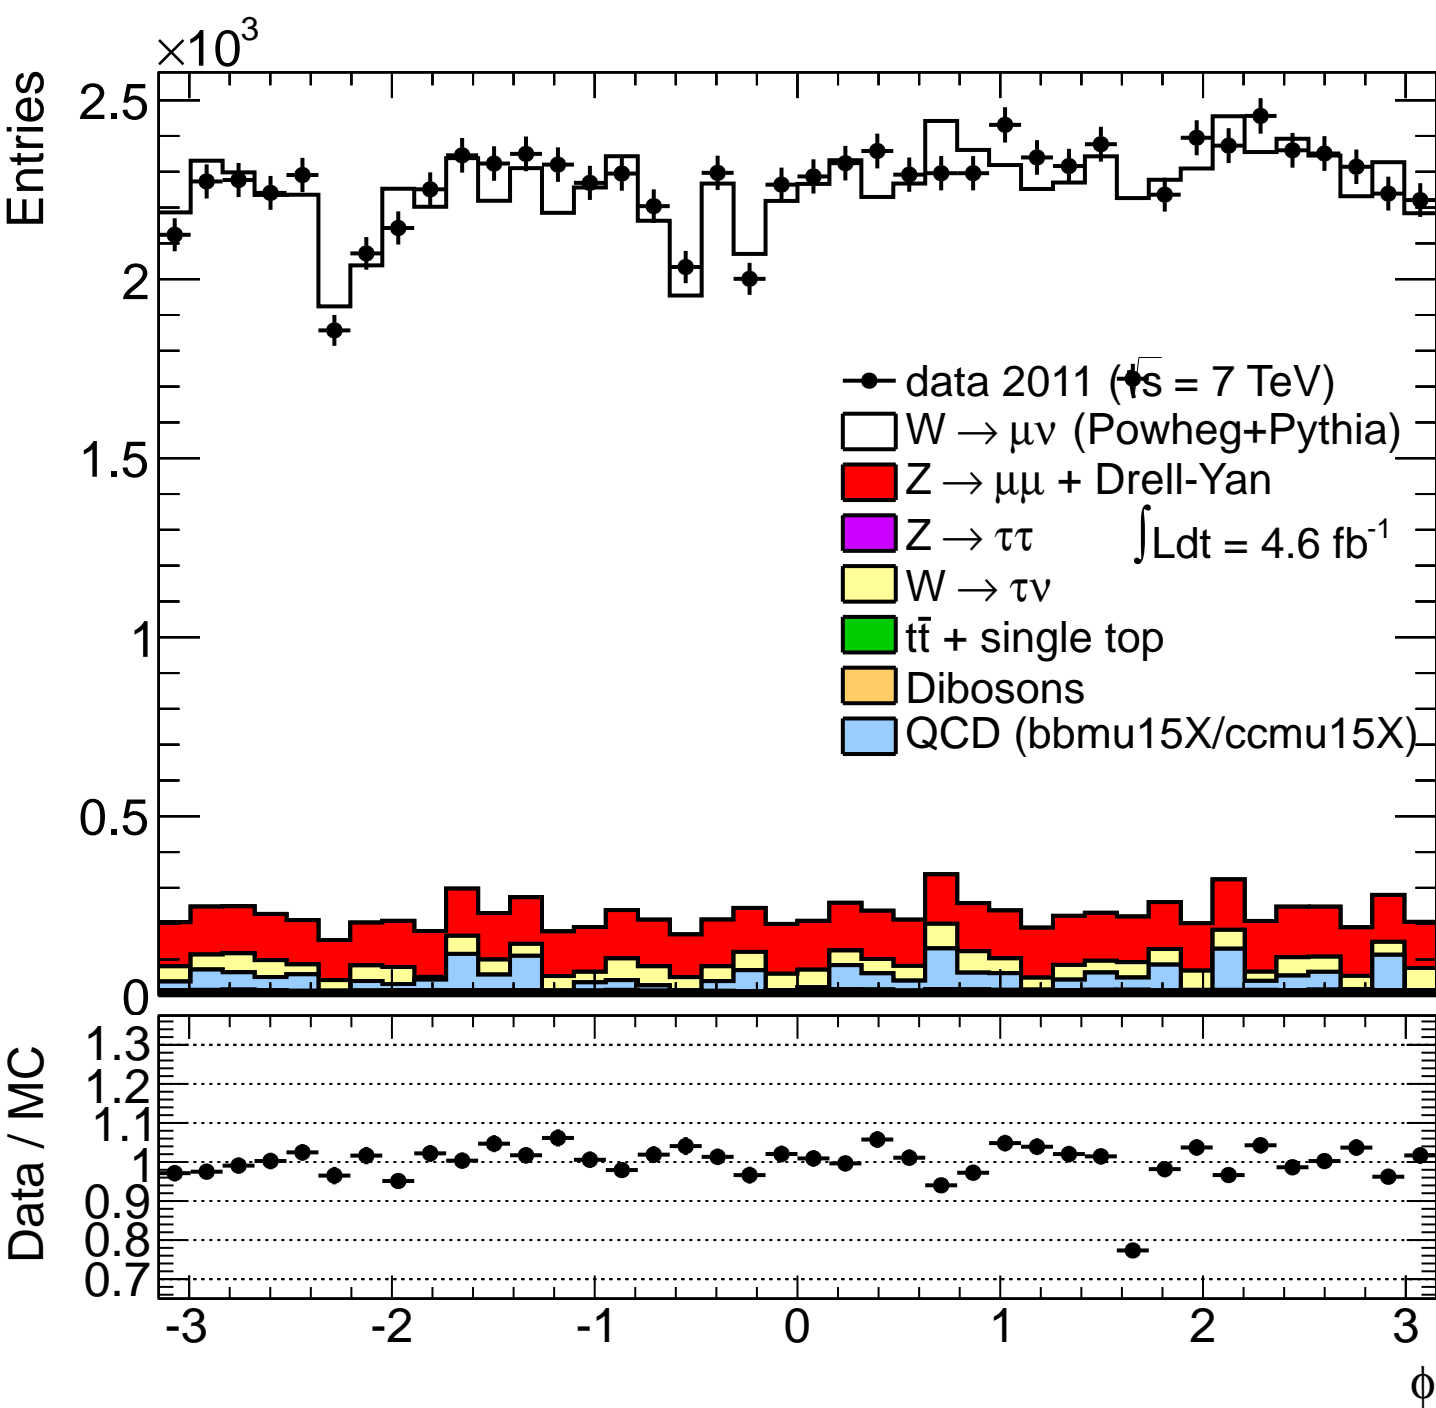 ×10³
Entries
2.5
2
1.5
1
0.5
0
data 2011 (√s = 7 TeV)
W → μν (Powheg+Pythia)
Z → μμ + Drell-Yan
Z → ττ
∫Ldt = 4.6 fb⁻¹
W → τν
tt̄ + single top
Dibosons
QCD (bbmu15X/ccmu15X)
Data / MC
1.3
1.2
1.1
1
0.9
0.8
0.7
-3 -2 -1 0 1 2 3
ϕ